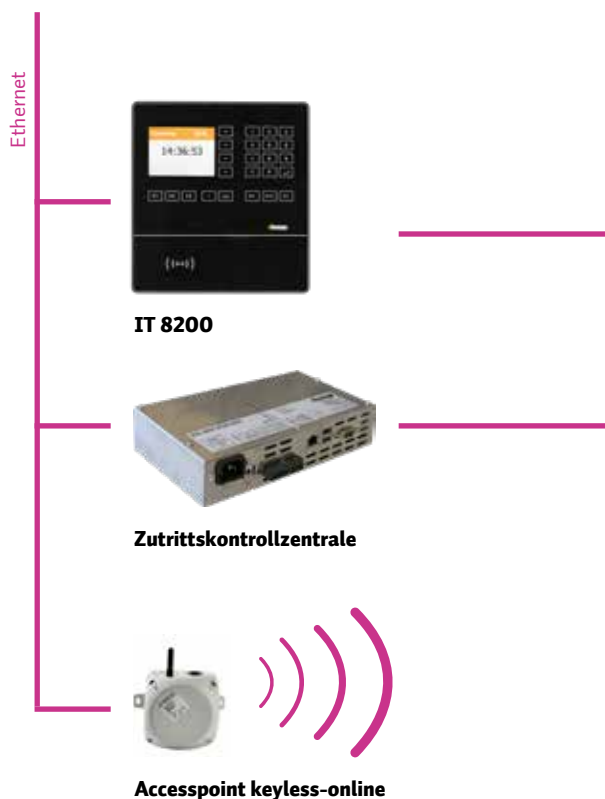 Ethernet
14:36:53
IT 8200
Zutrittskontrollzentrale
Accesspoint keyless-online